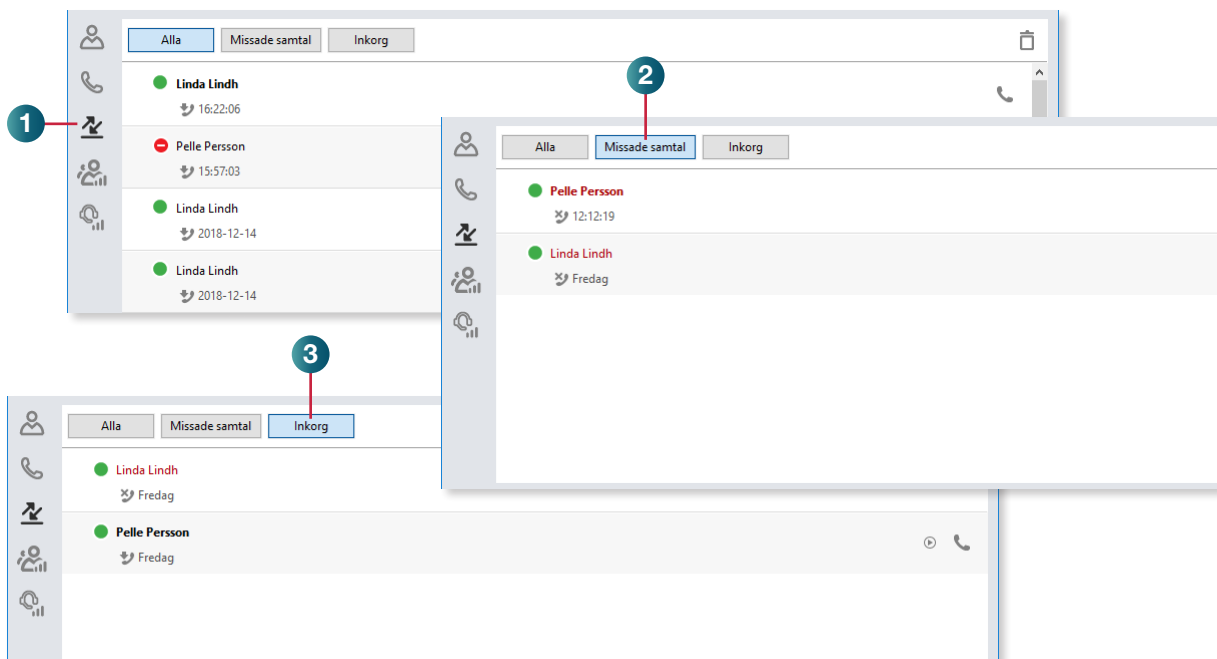 Alla Missade samtal Inkorg
Linda Lindh
16:22:06
1
Pelle Persson
15:57:03
Linda Lindh
2018-12-14
Linda Lindh
2018-12-14
2
Alla Missade samtal Inkorg
Pelle Persson
12:12:19
Linda Lindh
Fredag
3
Alla Missade samtal Inkorg
Linda Lindh
Fredag
Pelle Persson
Fredag